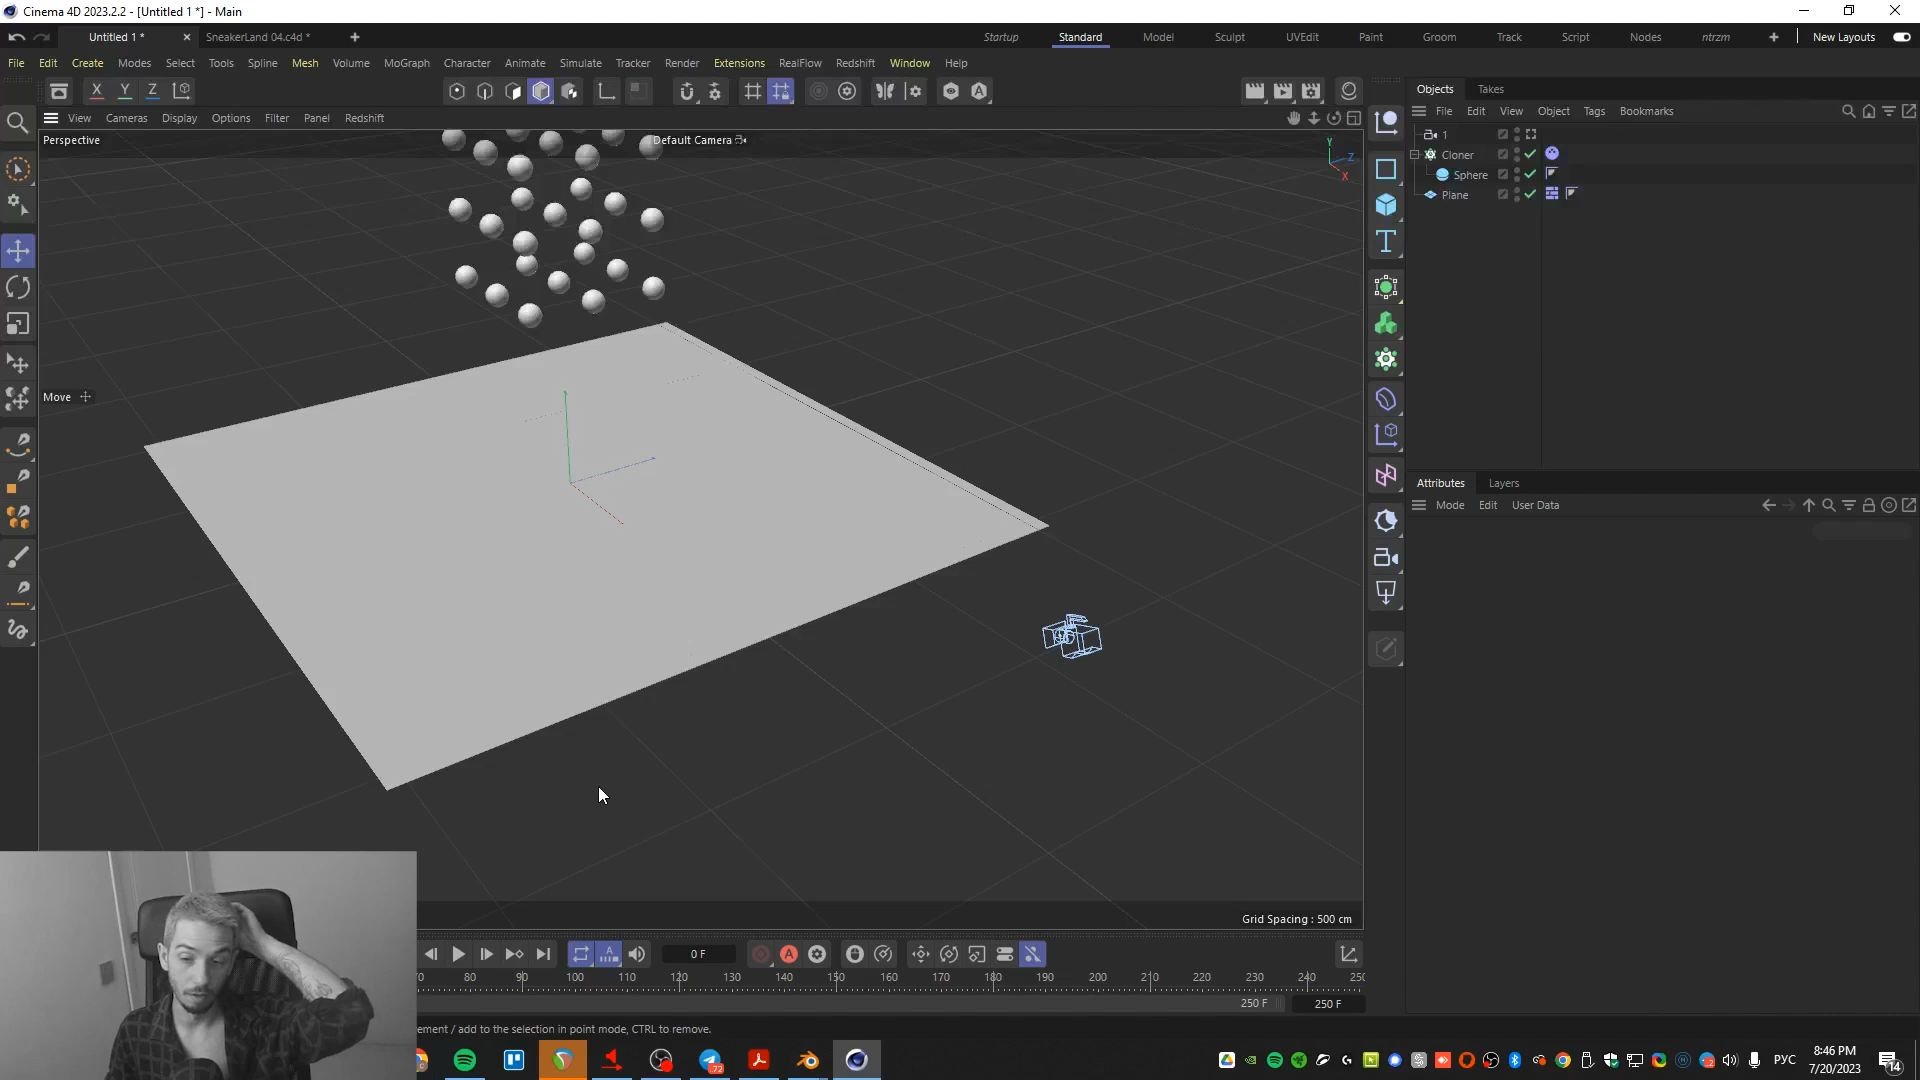 Cinema 4D 2023.2.2 - [Untitled 1 *] - Main
Untitled 1 *
SneakerLand 04.c4d *
Startup
Standard
Model
Sculpt
UVEdit
Paint
Groom
Track
Script
Nodes
ntrzm
New Layouts
File Edit Create Modes Select Tools Spline Mesh Volume MoGraph Character Animate Simulate Tracker Render Extensions RealFlow Redshift Window Help
X Y Z
Objects
Takes
View Cameras Display Options Filter Panel Redshift
File Edit View Object Tags Bookmarks
Perspective
Default Camera
Y
Z
X
1
Cloner
Sphere
Plane
Move
Attributes
Layers
Mode Edit User Data
Grid Spacing : 500 cm
0 F
80 90 100 110 120 130 140 150 160 170 180 190 200 210 220 230 240
250 F
250 F
ement / add to the selection in point mode, CTRL to remove.
72
РУС
8:46 PM
7/20/2023
14